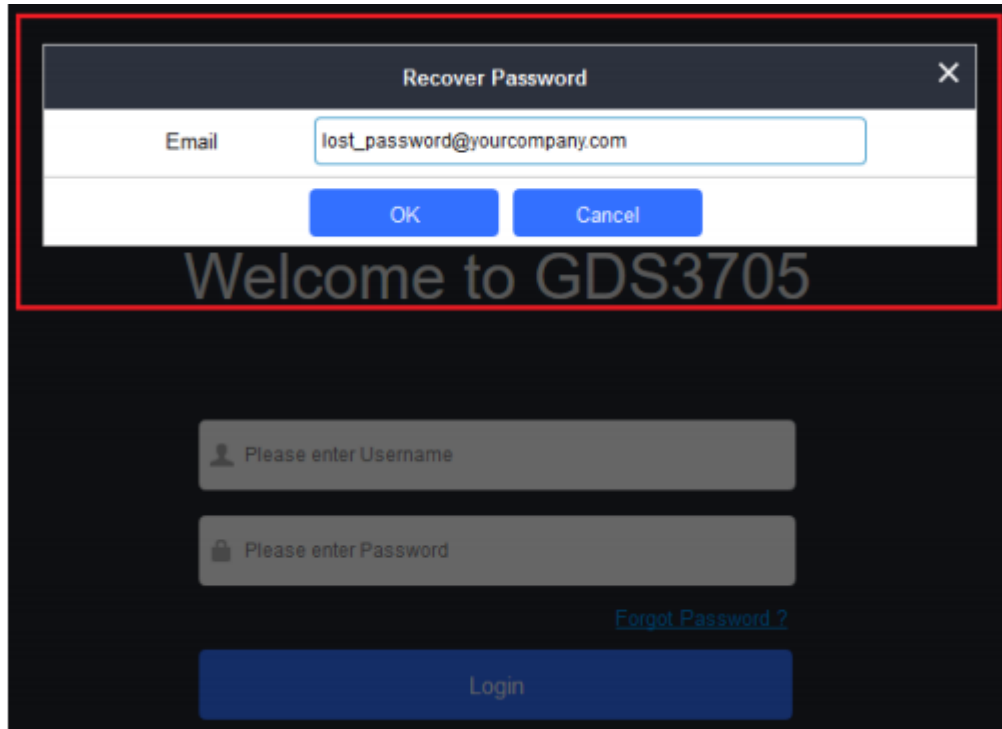 Recover Password
Email lost_password@yourcompany.com
OK Cancel
Welcome to GDS3705
Please enter Username
Please enter Password
Forgot Password ?
Login